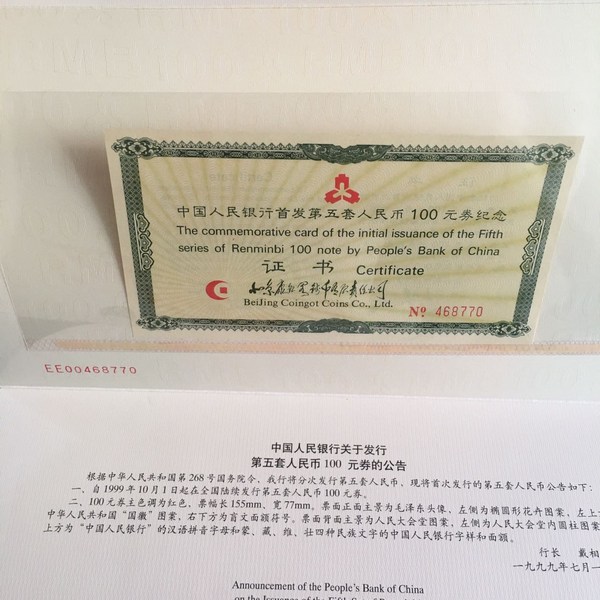 中国人民银行首发第五套人民币100元券纪念
The commemorative card of the initial issuance of the Fifth
series of Renminbi 100 note by People's Bank of China
证书 Certificate
BeiJing Coingot Coins Co., Ltd.
Nº 468770
EE00468770
中国人民银行关于发行
第五套人民币100 元券的公告
根据中华人民共和国第268号国务院令，我行将分次发行第五套人民币，现将首次发行的第五套人民币公告如下：
一、自1999年10月1日起在全国陆续发行第五套人民币100元券。
二、100元券主色调为红色，票幅长155mm，宽77mm。票面正面主景为毛泽东头像，左侧为椭圆形花卉图案，左上
中华人民共和国“国徽”图案，右下方为盲文面额符号。票面背面主景为人民大会堂图案，左侧为人民大会堂内圆柱图案
上方为“中国人民银行”的汉语拼音字母和蒙、藏、维、壮四种民族文字的中国人民银行字样和面额。
行长 戴相
一九九九年七月一
Announcement of the People's Bank of China